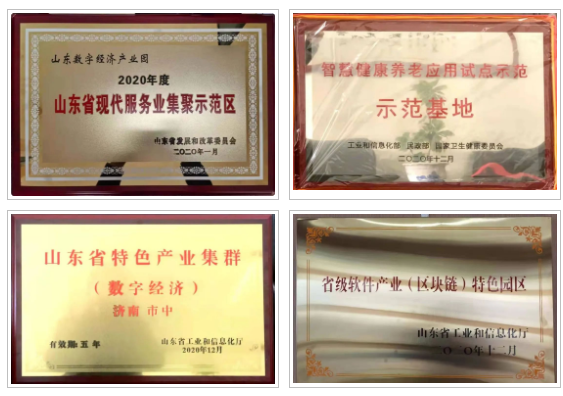 山东数字经济产业园
2020年度
山东省现代服务业集聚示范区
山东省发展和改革委员会
二〇二〇年一月
智慧健康养老应用试点示范
示范基地
工业和信息化部 民政部 国家卫生健康委员会
二〇二〇年十二月
山东省特色产业集群
（数字经济）
济南 市中
有效期:五年
山东省工业和信息化厅
2020年12月
省级软件产业（区块链）特色园区
山东省工业和信息化厅
二〇二〇年十二月